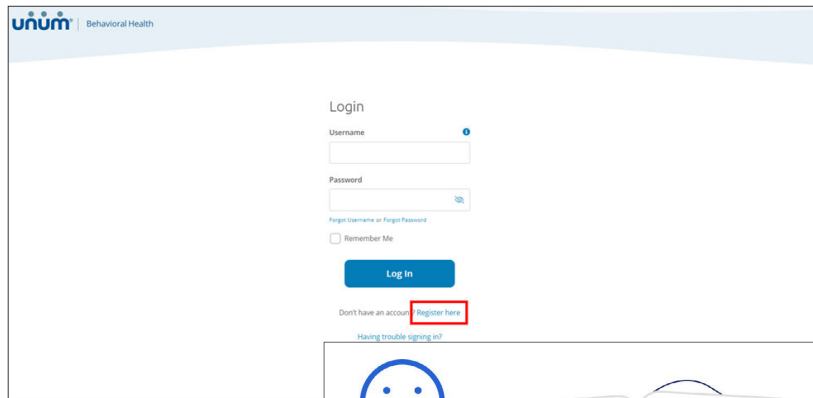 unum Behavioral Health
Login
Username
Password
Forgot Username or Forgot Password
Remember Me
Log In
Don't have an account? Register here
Having trouble signing in?